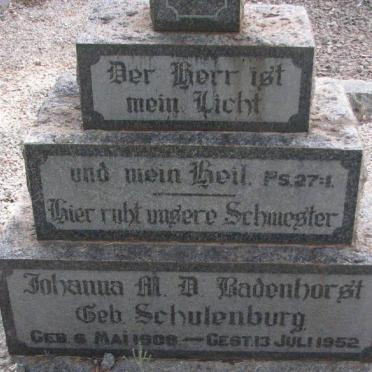 Der Herr ist
mein Licht
und mein Heil. Ps. 27:1.
Hier ruht unsere Schwester
Johanna M. D. Badenhorst
Geb Schulenburg
GEB. 6 MAI 1908 — GEST. 13 JULI 1952.